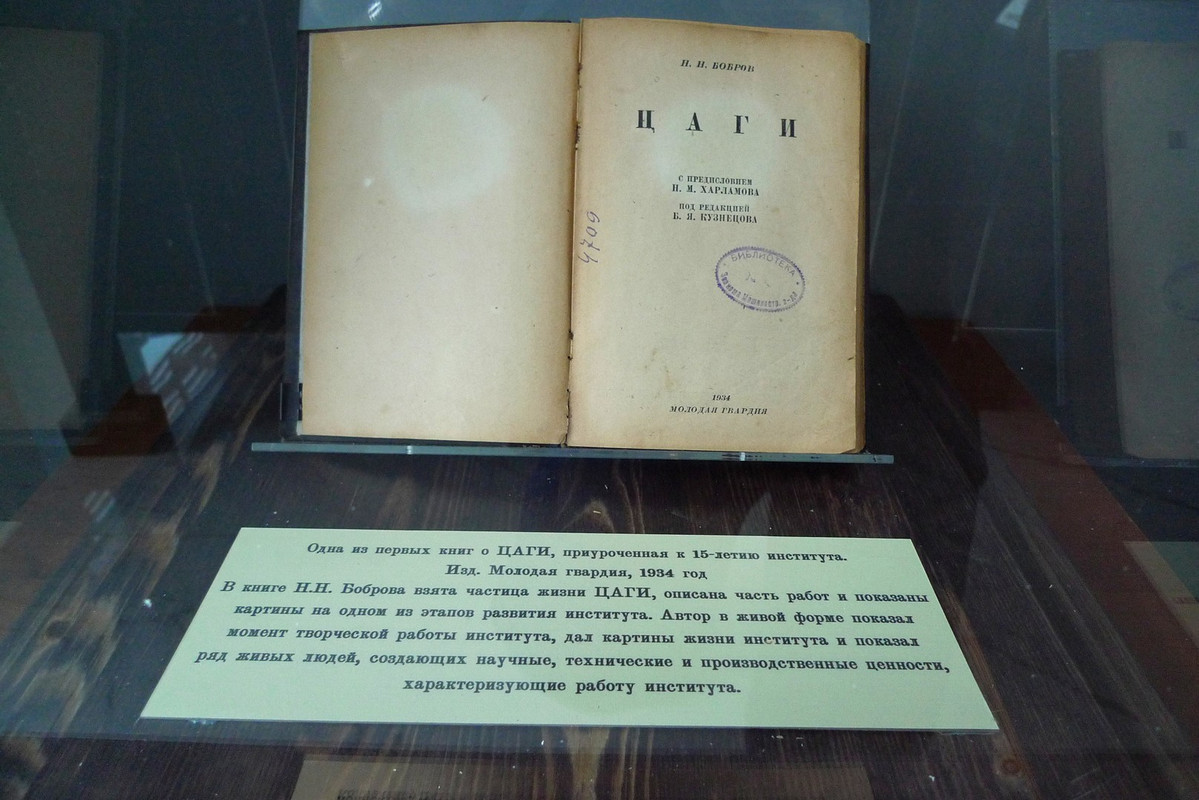 Н. Н. БОБРОВ
ЦАГИ
С ПРЕДИСЛОВИЕМ
Н. М. ХАРЛАМОВА
ПОД РЕДАКЦИЕЙ
Б. Я. КУЗНЕЦОВА
4709
БИБЛИОТЕКА
1934
МОЛОДАЯ ГВАРДИЯ
Одна из первых книг о ЦАГИ, приуроченная к 15-летию института.
Изд. Молодая гвардия, 1934 год
В книге Н.Н. Боброва взята частица жизни ЦАГИ, описана часть работ и показаны
картины на одном из этапов развития института. Автор в живой форме показал
момент творческой работы института, дал картины жизни института и показал
ряд живых людей, создающих научные, технические и производственные ценности,
характеризующие работу института.